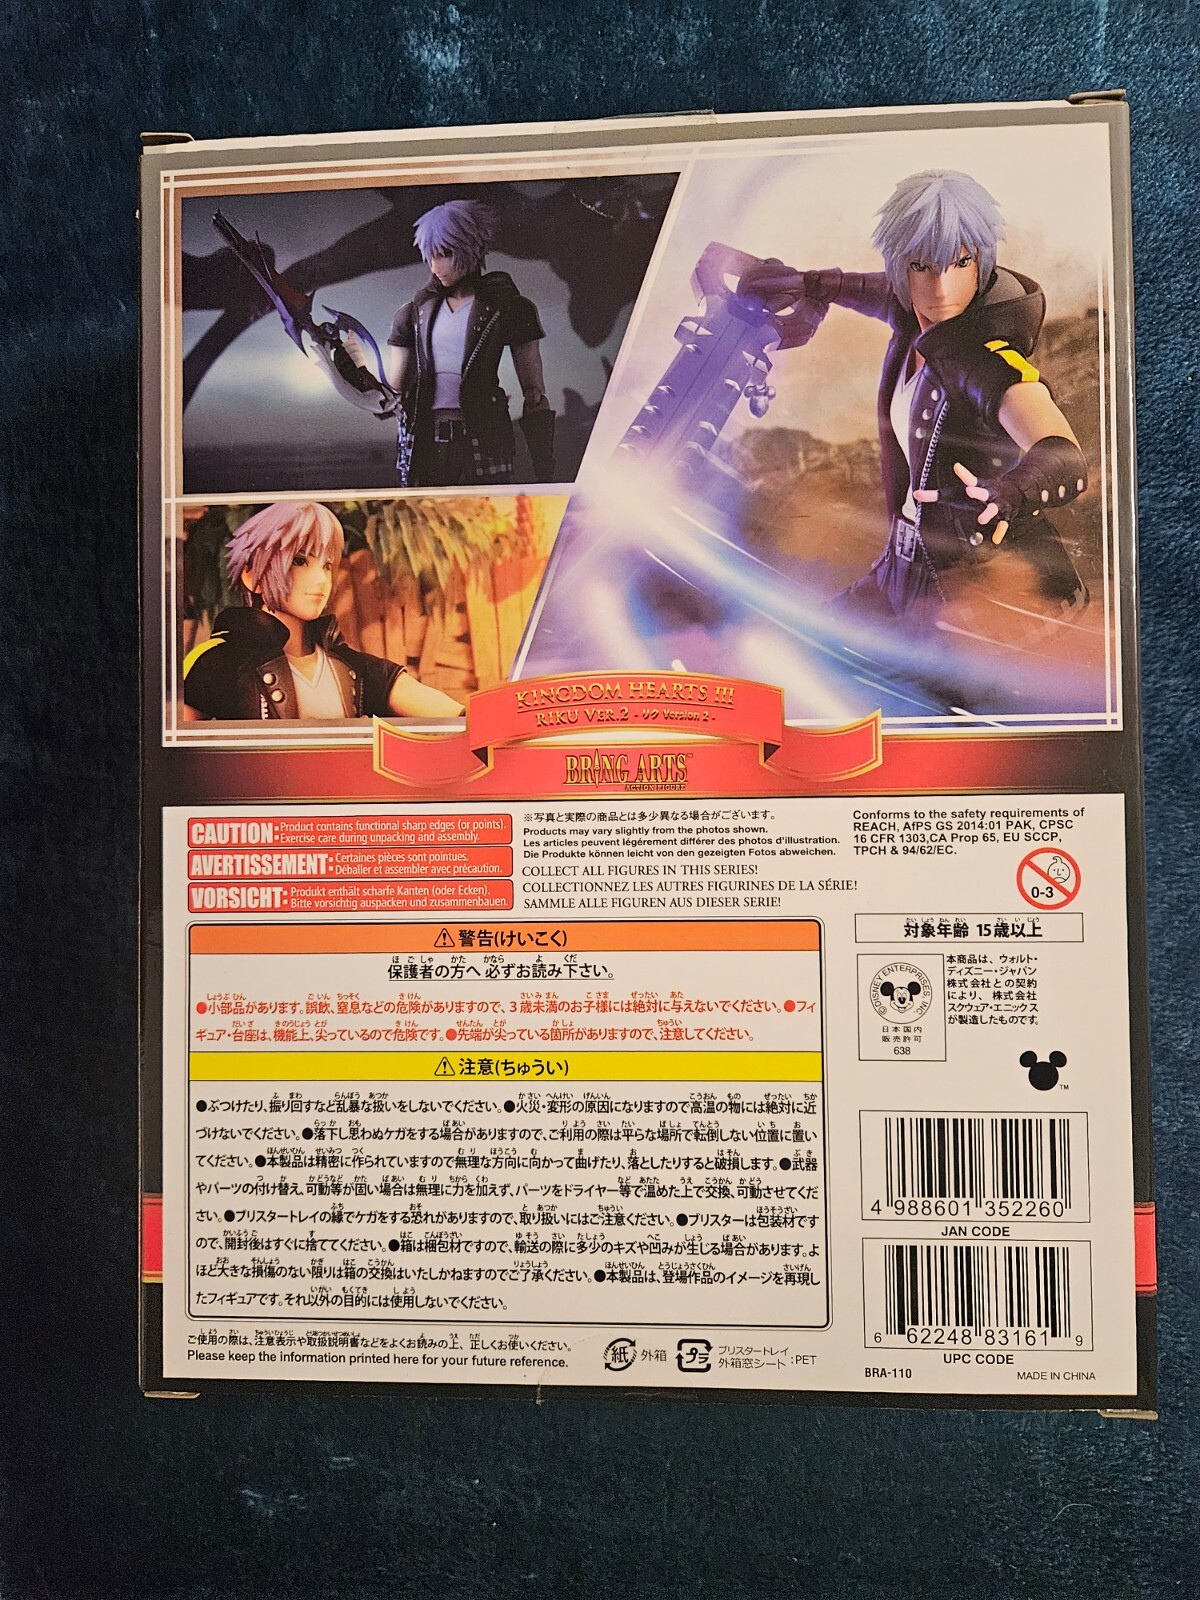 KINGDOM HEARTS III
RIKU VER.2 - リク Version 2 -
BRING ARTS™
ACTION FIGURE
CAUTION: Product contains functional sharp edges (or points).
Exercise care during unpacking and assembly.
AVERTISSEMENT: Certaines pièces sont pointues.
Déballer et assembler avec précaution.
VORSICHT: Produkt enthält scharfe Kanten (oder Ecken).
Bitte vorsichtig auspacken und zusammenbauen.
※写真と実際の商品とは多少異なる場合がございます。
Products may vary slightly from the photos shown.
Les articles peuvent légérement différer des photos d'illustration.
Die Produkte können leicht von den gezeigten Fotos abweichen.
COLLECT ALL FIGURES IN THIS SERIES!
COLLECTIONNEZ LES AUTRES FIGURINES DE LA SÉRIE!
SAMMLE ALLE FIGUREN AUS DIESER SERIE!
Conforms to the safety requirements of
REACH, AfPS GS 2014:01 PAK, CPSC
16 CFR 1303,CA Prop 65, EU SCCP,
TPCH & 94/62/EC.
0-3
対象年齢 15歳以上
⚠警告(けいこく)
保護者の方へ 必ずお読み下さい。
●小部品があります。誤飲、窒息などの危険がありますので、3歳未満のお子様には絶対に与えないでください。●フィ
ギュア・台座は、機能上、尖っているので危険です。●先端が尖っている箇所がありますので、注意してください。
⚠注意(ちゅうい)
●ぶつけたり、振り回すなど乱暴な扱いをしないでください。●火災・変形の原因になりますので高温の物には絶対に近
づけないでください。●落下し思わぬケガをする場合がありますので、ご利用の際は平らな場所で転倒しない位置に置い
てください。●本製品は精密に作られていますので無理な方向に向かって曲げたり、落としたりすると破損します。●武器
やパーツの付け替え、可動等が固い場合は無理に力を加えず、パーツをドライヤー等で温めた上で交換、可動させてくだ
さい。●ブリスタートレイの縁でケガをする恐れがありますので、取り扱いにはご注意ください。●ブリスターは包装材です
ので、開封後はすぐに捨ててください。●箱は梱包材ですので、輸送の際に多少のキズや凹みが生じる場合があります。よ
ほど大きな損傷のない限りは箱の交換はいたしかねますのでご了承ください。●本製品は、登場作品のイメージを再現し
たフィギュアです。それ以外の目的には使用しないでください。
©DISNEY ENTERPRISES, INC.
日本国内
販売許可
638
本商品は、ウォルト・
ディズニー・ジャパン
株式会社との契約
により、株式会社
スクウェア・エニックス
が製造したものです。
TM
4 988601 352260
JAN CODE
6 62248 83161 9
UPC CODE
ご使用の際は、注意表示や取扱説明書などをよくお読みの上、正しくお使いください。
Please keep the information printed here for your future reference.
紙 外箱
プラ ブリスタートレイ
外箱窓シート :PET
BRA-110
MADE IN CHINA